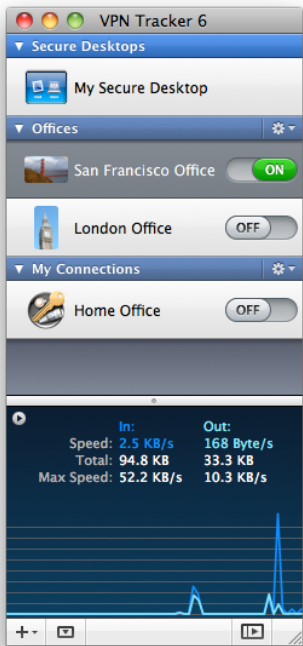 VPN Tracker 6
Secure Desktops
My Secure Desktop
Offices
San Francisco Office ON
London Office OFF
My Connections
Home Office OFF
In: Out:
Speed: 2.5 KB/s 168 Byte/s
Total: 94.8 KB 33.3 KB
Max Speed: 52.2 KB/s 10.3 KB/s